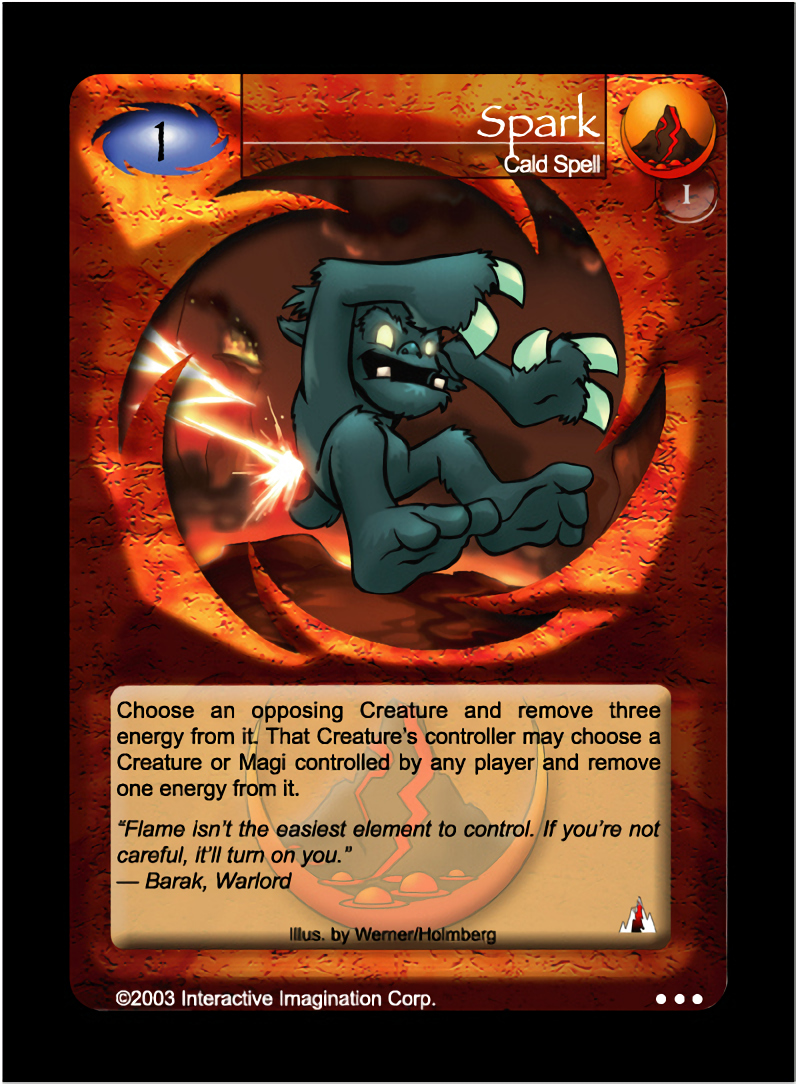 1
Spark
Cald Spell
I
Choose an opposing Creature and remove three
energy from it. That Creature's controller may choose a
Creature or Magi controlled by any player and remove
one energy from it.
“Flame isn't the easiest element to control. If you're not
careful, it'll turn on you.”
— Barak, Warlord
Illus. by Werner/Holmberg
©2003 Interactive Imagination Corp.